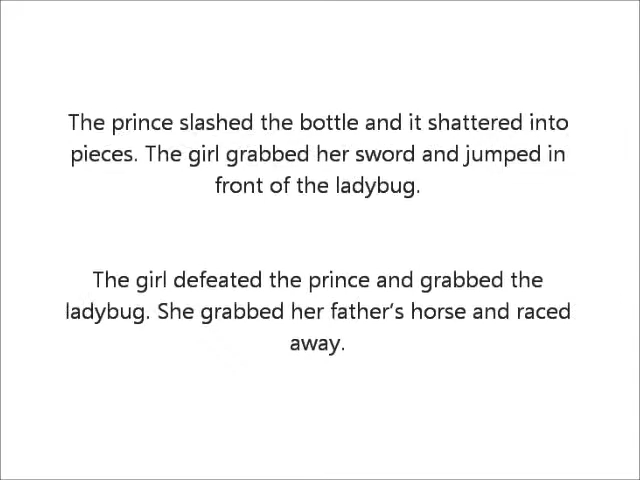 The prince slashed the bottle and it shattered into
pieces. The girl grabbed her sword and jumped in
front of the ladybug.
The girl defeated the prince and grabbed the
ladybug. She grabbed her father’s horse and raced
away.